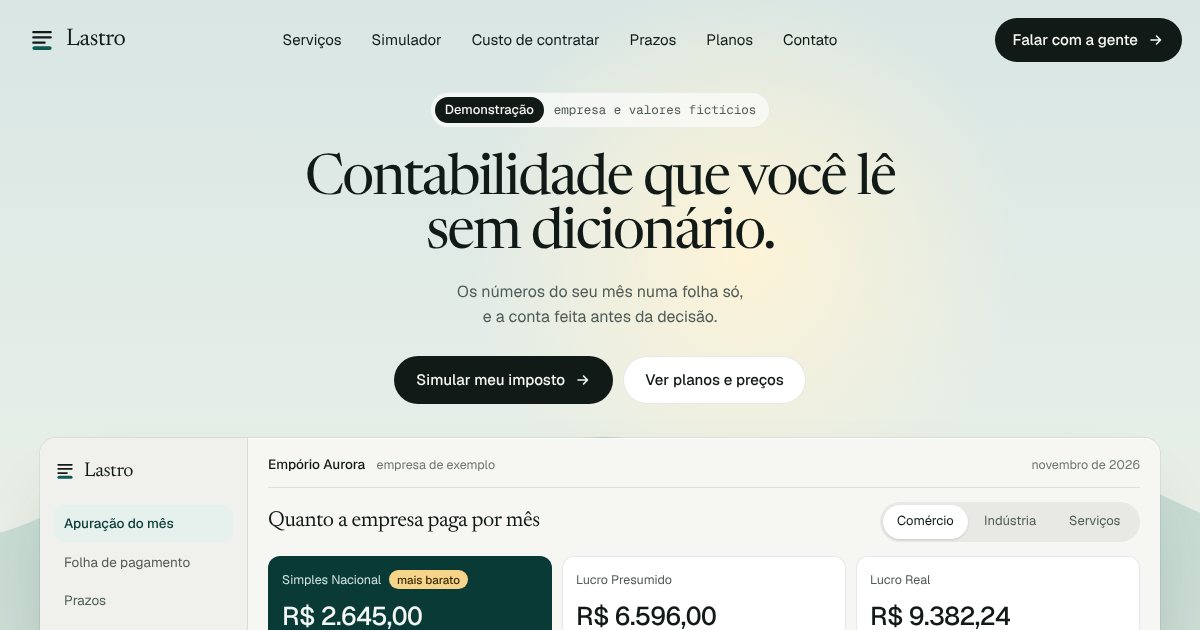 Lastro
Serviços Simulador Custo de contratar Prazos Planos Contato
Falar com a gente →
Demonstração empresa e valores fictícios
Contabilidade que você lê
sem dicionário.
Os números do seu mês numa folha só,
e a conta feita antes da decisão.
Simular meu imposto →
Ver planos e preços
Lastro
Apuração do mês
Folha de pagamento
Prazos
Empório Aurora empresa de exemplo
novembro de 2026
Quanto a empresa paga por mês
Comércio Indústria Serviços
Simples Nacional mais barato
R$ 2.645,00
Lucro Presumido
R$ 6.596,00
Lucro Real
R$ 9.382,24